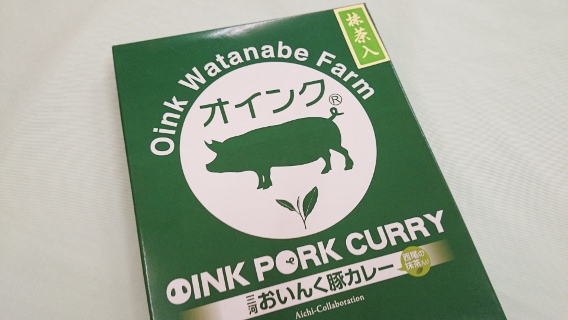 抹茶入
Oink Watanabe Farm
オインク®
OINK PORK CURRY
三河おいんく豚カレー
西尾の
抹茶入り
Aichi-Collaboration